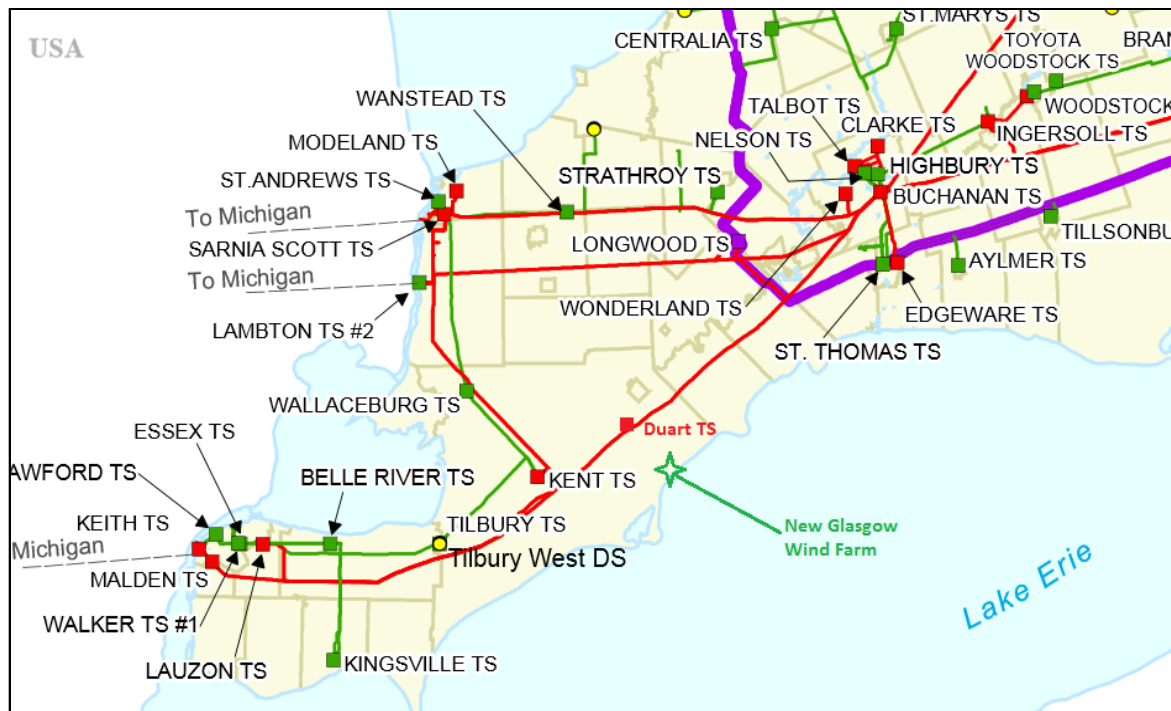 USA
CENTRALIA TS
ST.MARYS TS
TOYOTA
WOODSTOCK TS
BRAN
WANSTEAD TS
TALBOT TS
CLARKE TS
WOODSTOCK
MODELAND TS
NELSON TS
INGERSOLL TS
HIGHBURY TS
ST.ANDREWS TS
STRATHROY TS
BUCHANAN TS
To Michigan
SARNIA SCOTT TS
LONGWOOD TS
TILLSONBU
To Michigan
AYLMER TS
WONDERLAND TS
EDGEWARE TS
LAMBTON TS #2
ST. THOMAS TS
WALLACEBURG TS
Duart TS
ESSEX TS
AWFORD TS
BELLE RIVER TS
KENT TS
KEITH TS
TILBURY TS
New Glasgow
Wind Farm
Michigan
Tilbury West DS
MALDEN TS
Lake Erie
WALKER TS #1
LAUZON TS
KINGSVILLE TS